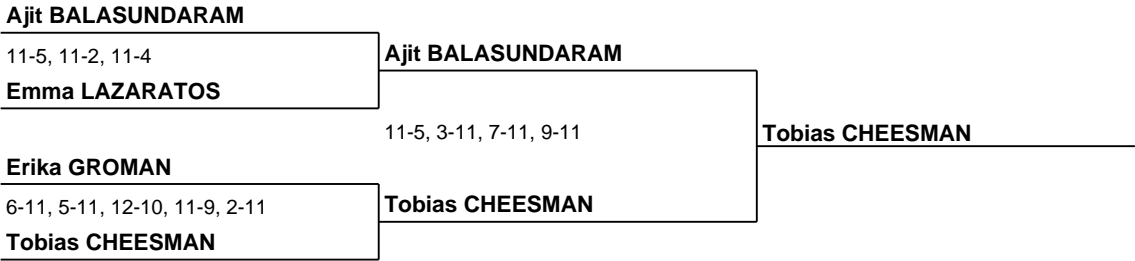 Ajit BALASUNDARAM
11-5, 11-2, 11-4
Emma LAZARATOS
Erika GROMAN
6-11, 5-11, 12-10, 11-9, 2-11
Tobias CHEESMAN
Ajit BALASUNDARAM
11-5, 3-11, 7-11, 9-11
Tobias CHEESMAN
Tobias CHEESMAN